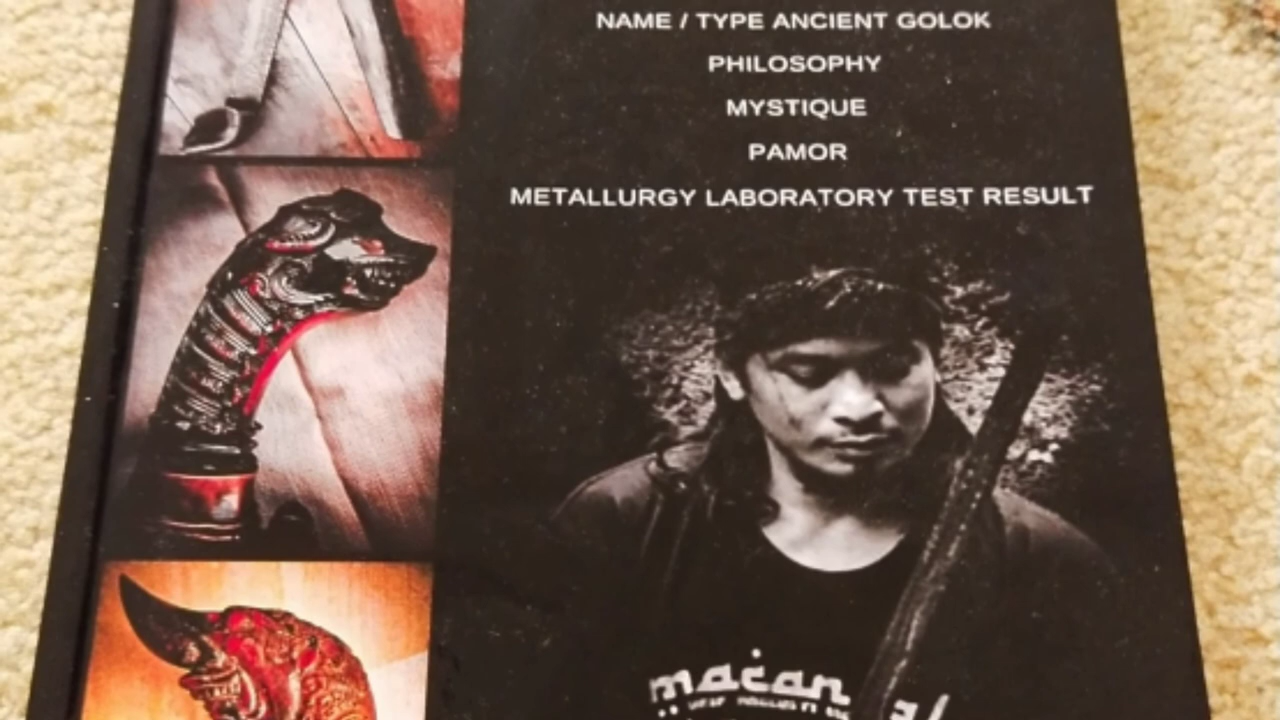 NAME / TYPE ANCIENT GOLOK
PHILOSOPHY
MYSTIQUE
PAMOR
METALLURGY LABORATORY TEST RESULT
macan